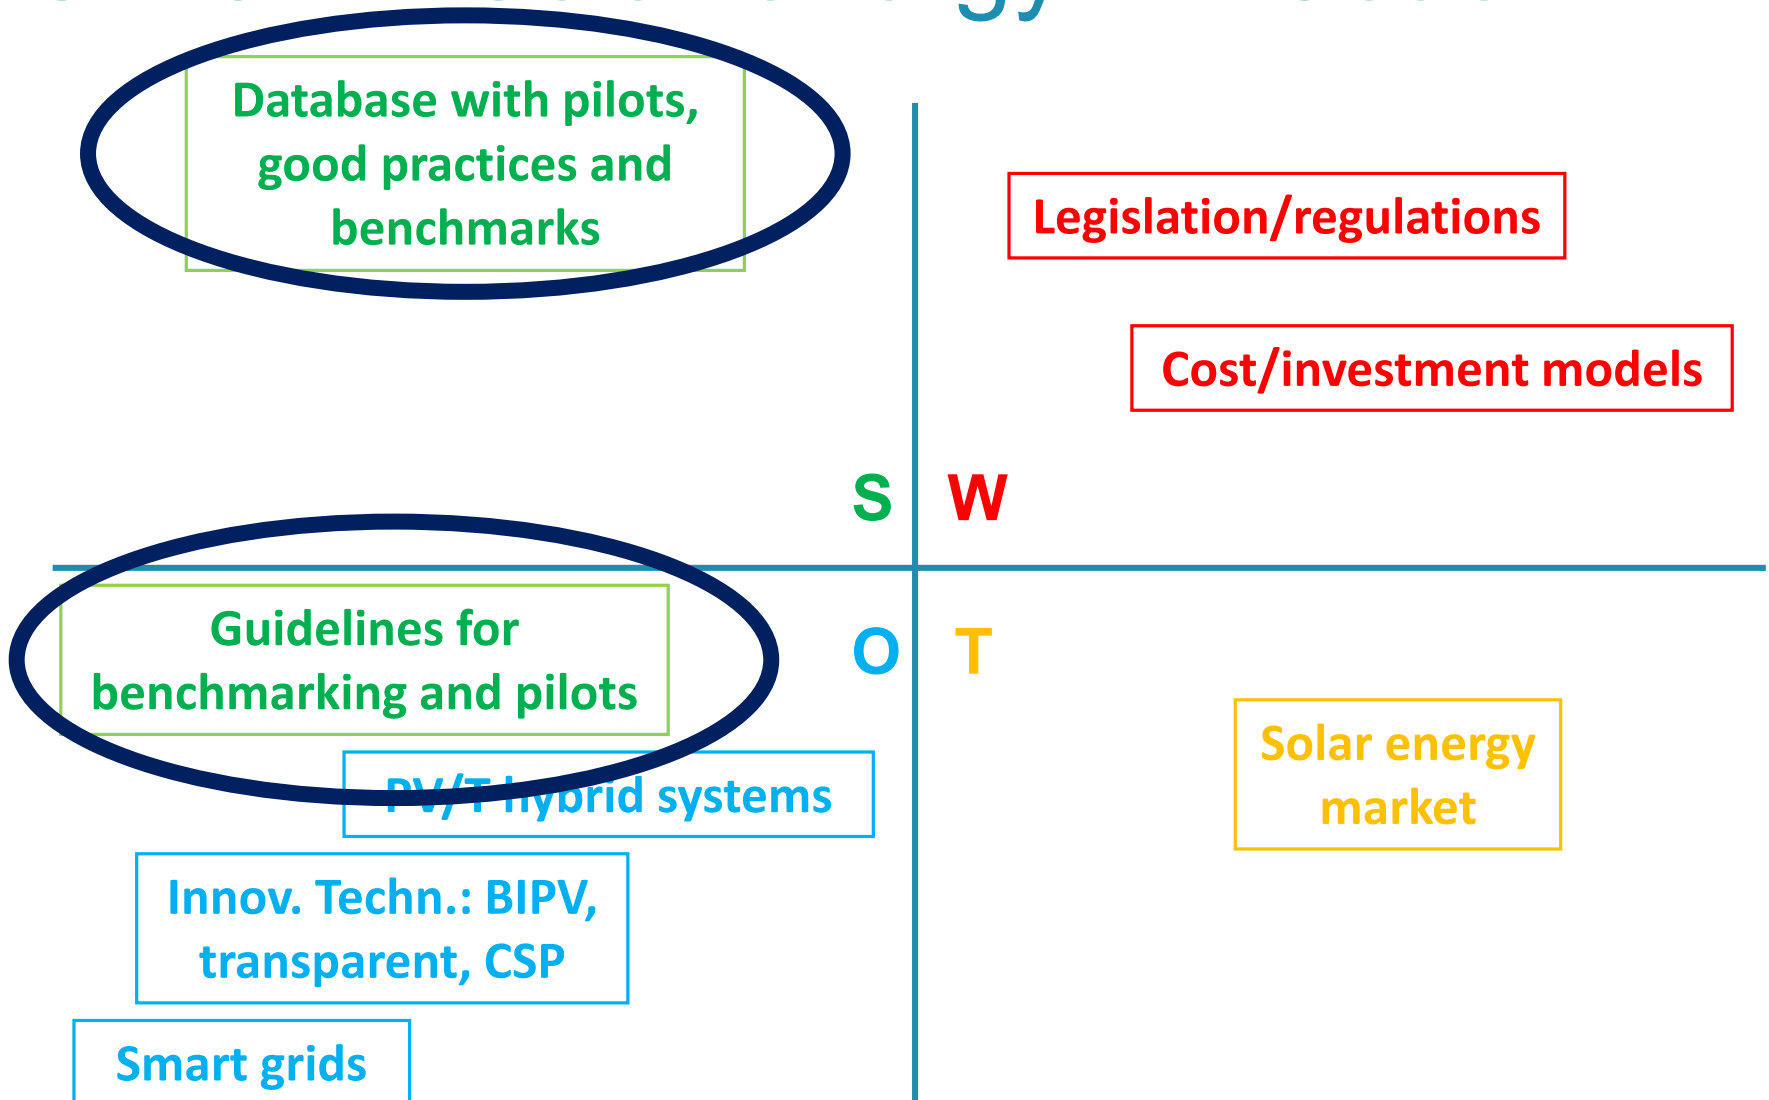 Database with pilots,
good practices and
benchmarks
Legislation/regulations
Cost/investment models
S W
O T
Guidelines for
benchmarking and pilots
PV/T hybrid systems
Solar energy
market
Innov. Techn.: BIPV,
transparent, CSP
Smart grids